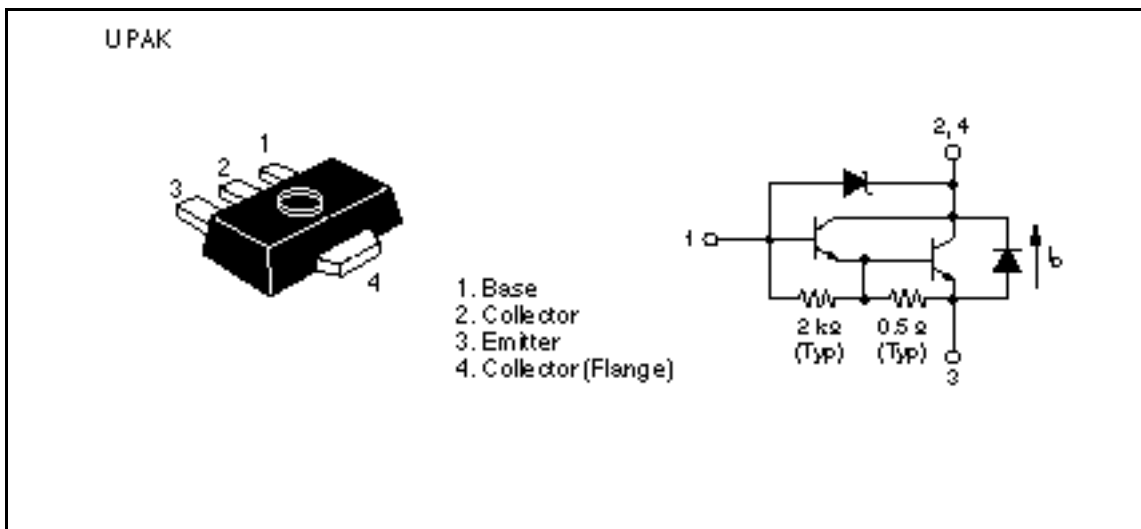 UPAK
1
2
3
4
1. Base
2. Collector
3. Emitter
4. Collector (Flange)
2, 4
1
I_D
2 kΩ
(Typ)
0.5 Ω
(Typ)
3